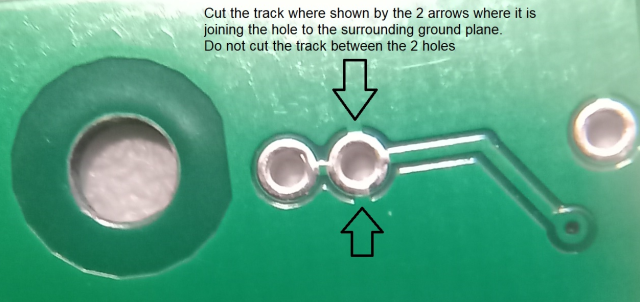 Cut the track where shown by the 2 arrows where it is
joining the hole to the surrounding ground plane.
Do not cut the track between the 2 holes